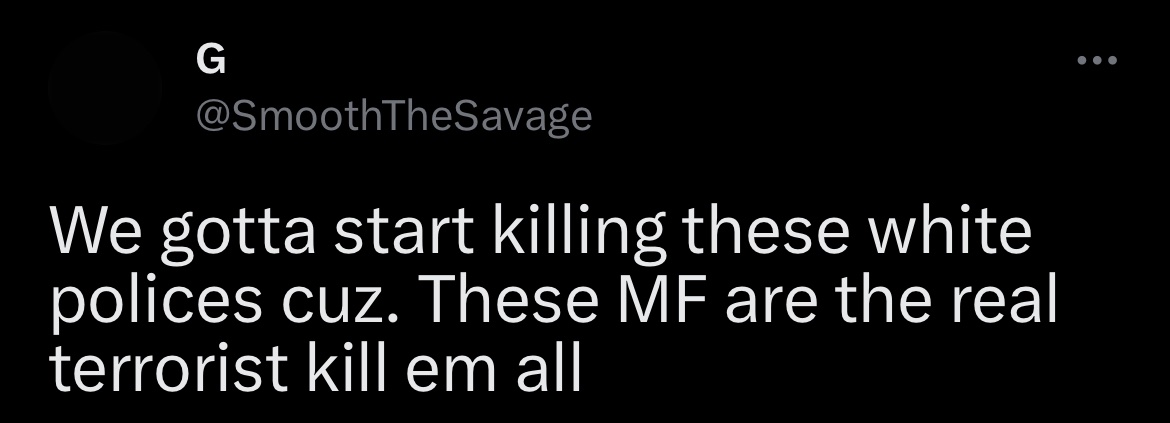 G
@SmoothTheSavage
We gotta start killing these white
polices cuz. These MF are the real
terrorist kill em all